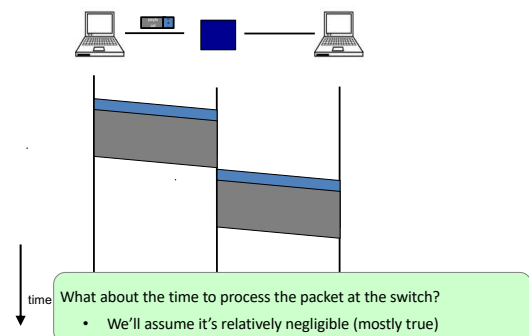 time
What about the time to process the packet at the switch?
• We'll assume it's relatively negligible (mostly true)